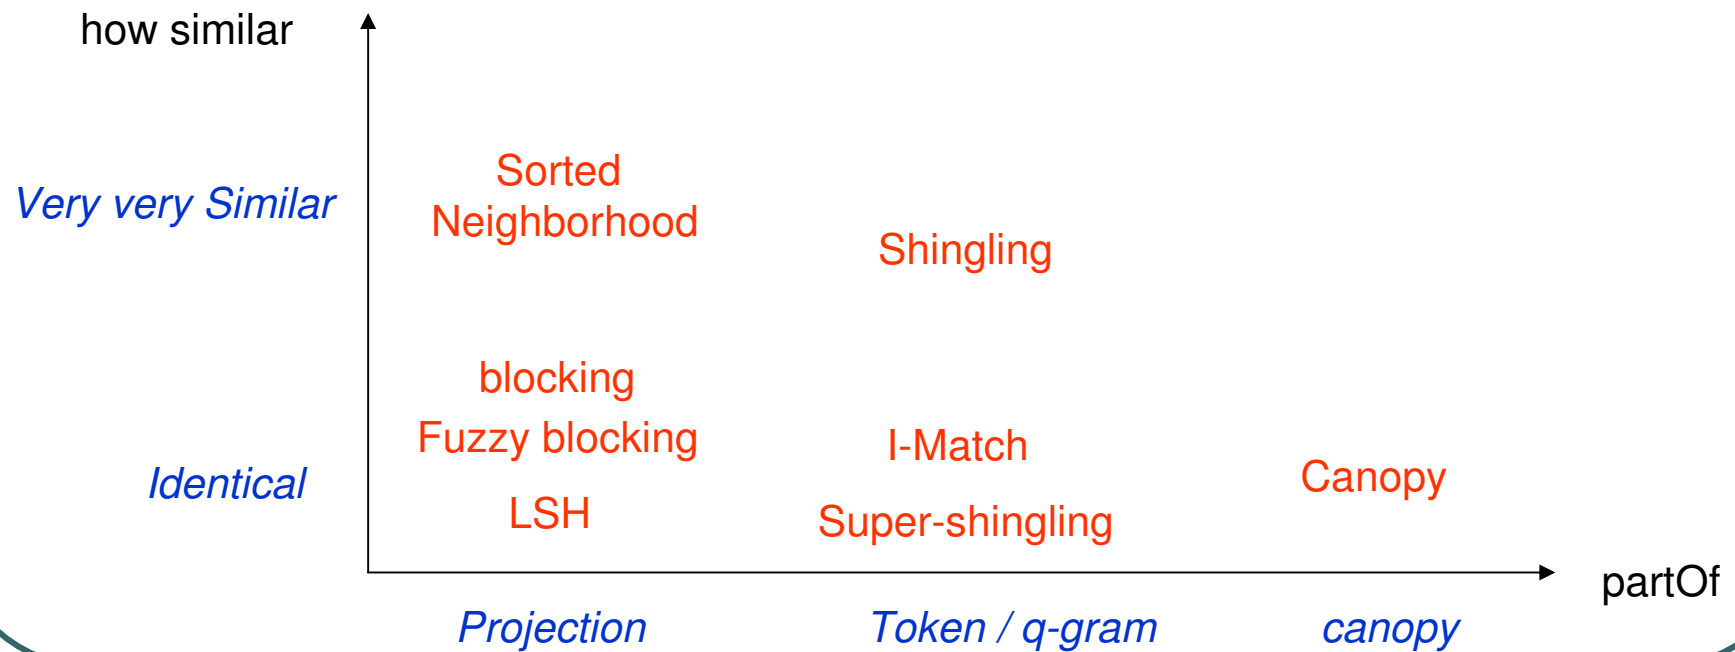 how similar
Sorted
Very very Similar
Neighborhood
Shingling
blocking
Fuzzy blocking
I-Match
Identical
Canopy
LSH
Super-shingling
partOf
Projection
Token / q-gram
canopy